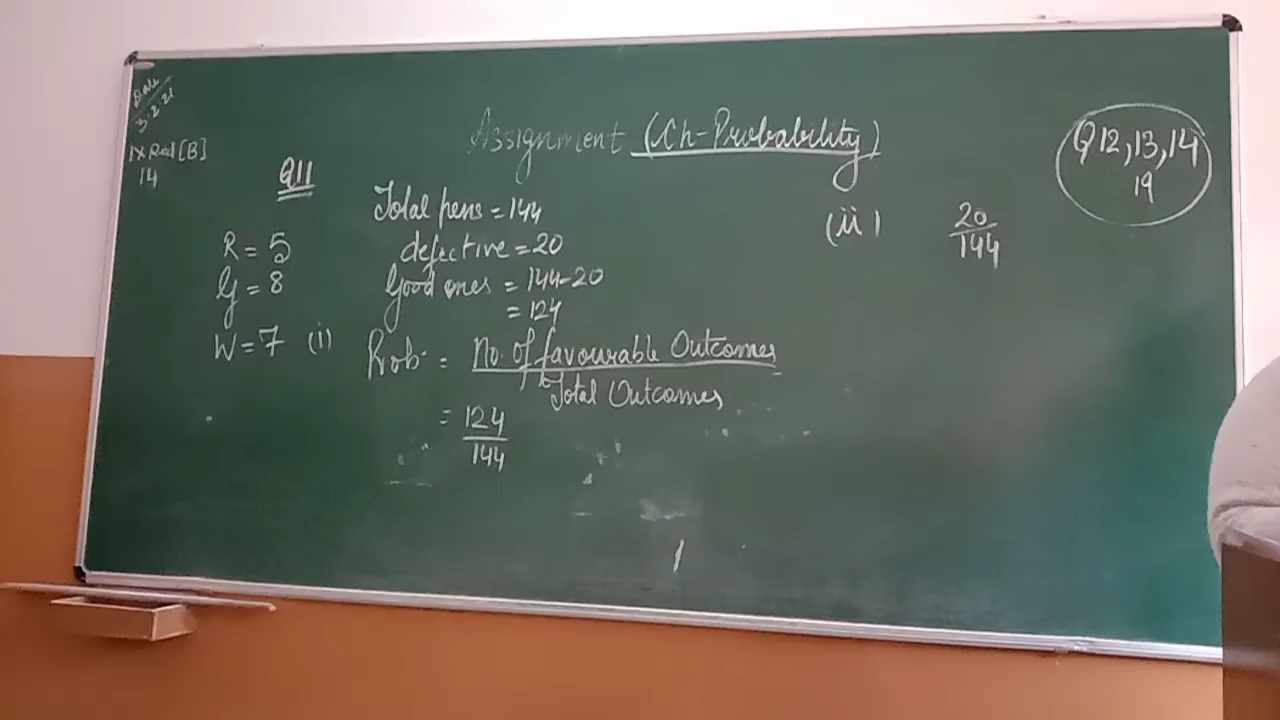 Date
3.2.21
IX Red [B]
14
Assignment (Ch-Probability)
Q12,13,14
19
Q11
R = 5
G = 8
W = 7
Total pens = 144
defective = 20
Good ones = 144-20
= 124
(i) Prob. = No. of favourable Outcomes
Total Outcomes
= 124
144
(ii) 20
144